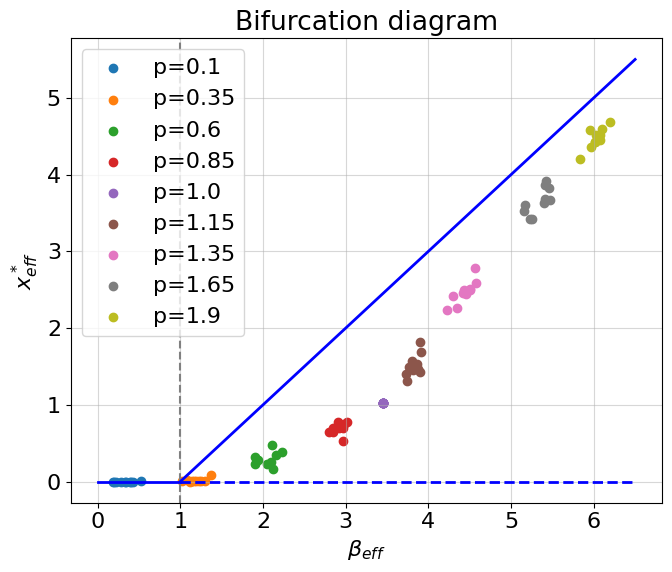 Bifurcation diagram
p=0.1
p=0.35
p=0.6
p=0.85
p=1.0
p=1.15
p=1.35
p=1.65
p=1.9
5
4
3
2
1
0
x*eff
0 1 2 3 4 5 6
βeff